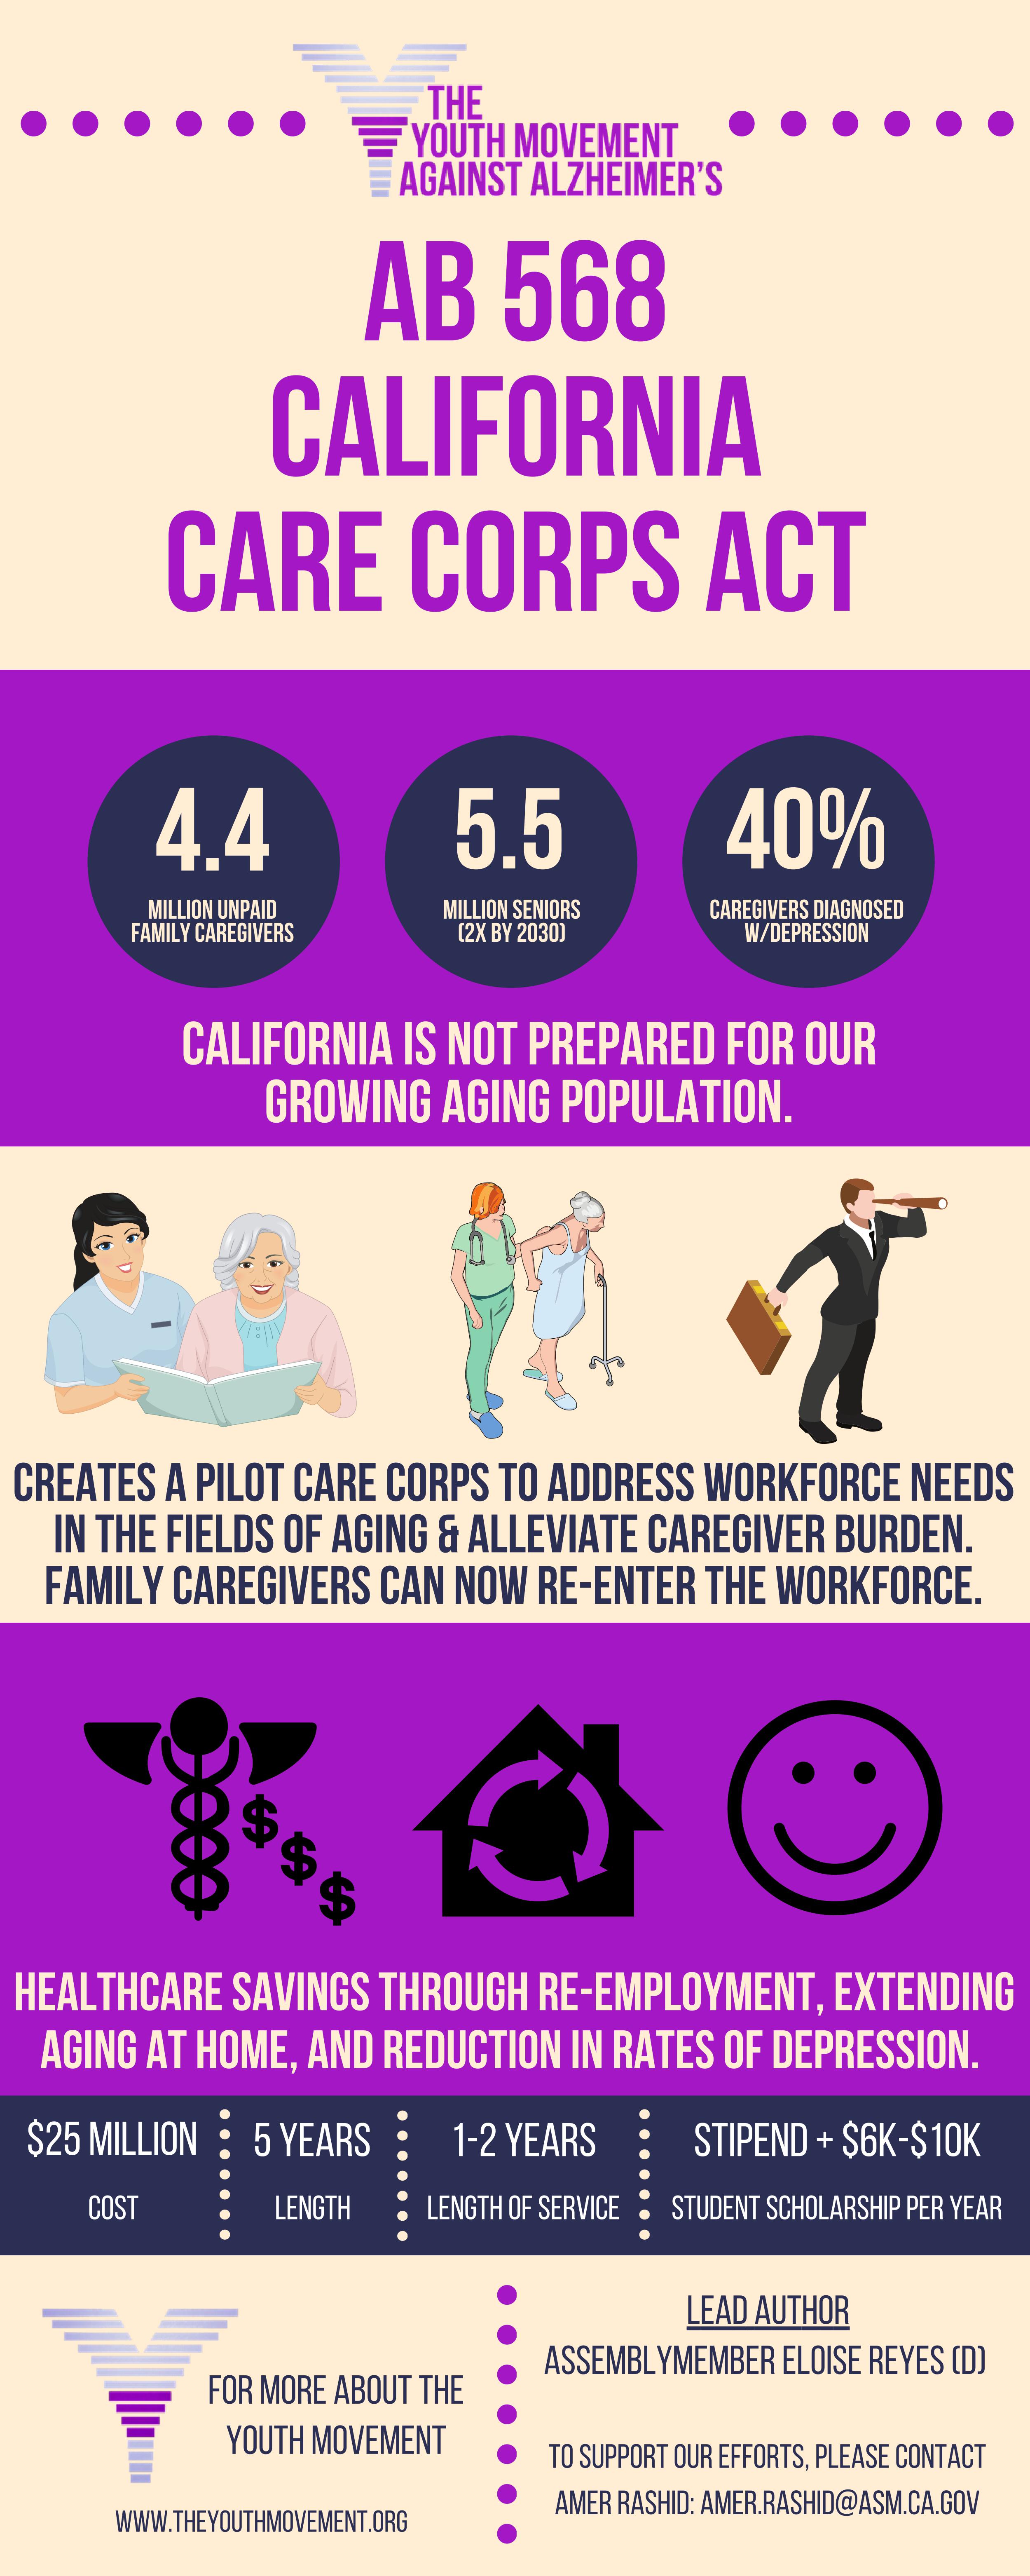 THE
YOUTH MOVEMENT
AGAINST ALZHEIMER'S
AB 568
CALIFORNIA
CARE CORPS ACT
4.4
MILLION UNPAID
FAMILY CAREGIVERS
5.5
MILLION SENIORS
(2X BY 2030)
40%
CAREGIVERS DIAGNOSED
W/DEPRESSION
CALIFORNIA IS NOT PREPARED FOR OUR
GROWING AGING POPULATION.
CREATES A PILOT CARE CORPS TO ADDRESS WORKFORCE NEEDS
IN THE FIELDS OF AGING & ALLEVIATE CAREGIVER BURDEN.
FAMILY CAREGIVERS CAN NOW RE-ENTER THE WORKFORCE.
$
$
$
HEALTHCARE SAVINGS THROUGH RE-EMPLOYMENT, EXTENDING
AGING AT HOME, AND REDUCTION IN RATES OF DEPRESSION.
$25 MILLION
COST
5 YEARS
LENGTH
1-2 YEARS
LENGTH OF SERVICE
STIPEND + $6K-$10K
STUDENT SCHOLARSHIP PER YEAR
FOR MORE ABOUT THE
YOUTH MOVEMENT
WWW.THEYOUTHMOVEMENT.ORG
LEAD AUTHOR
ASSEMBLYMEMBER ELOISE REYES (D)
TO SUPPORT OUR EFFORTS, PLEASE CONTACT
AMER RASHID: AMER.RASHID@ASM.CA.GOV